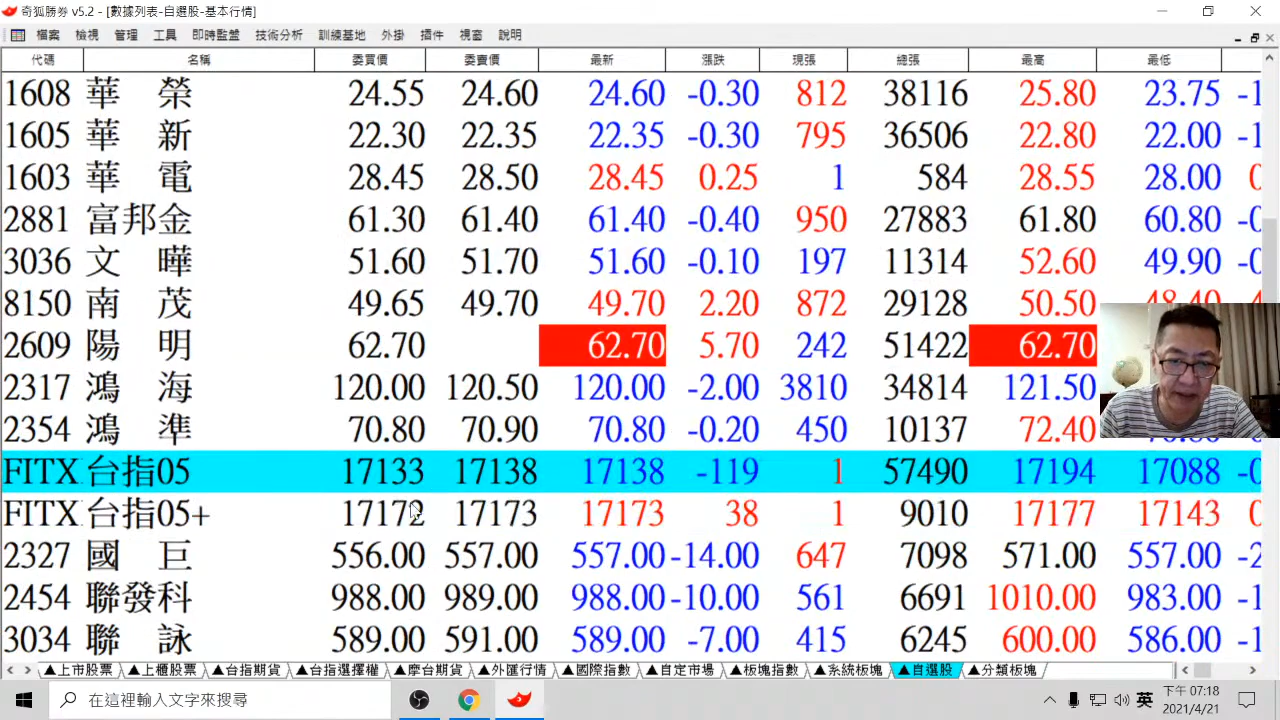 奇狐勝券 v5.2 - [數據列表-自選股-基本行情]
檔案 檢視 管理 工具 即時監盤 技術分析 訓練基地 外掛 插件 視窗 說明
代碼 名稱 委買價 委賣價 最新 漲跌 現張 總張 最高 最低
1608 華 榮 24.55 24.60 24.60 -0.30 812 38116 25.80 23.75 -1
1605 華 新 22.30 22.35 22.35 -0.30 795 36506 22.80 22.00 -1
1603 華 電 28.45 28.50 28.45 0.25 1 584 28.55 28.00 0
2881 富邦金 61.30 61.40 61.40 -0.40 950 27883 61.80 60.80 -0
3036 文 曄 51.60 51.70 51.60 -0.10 197 11314 52.60 49.90 -0
8150 南 茂 49.65 49.70 49.70 2.20 872 29128 50.50 48.40
2609 陽 明 62.70 62.70 5.70 242 51422 62.70
2317 鴻 海 120.00 120.50 120.00 -2.00 3810 34814 121.50
2354 鴻 準 70.80 70.90 70.80 -0.20 450 10137 72.40
FITX 台指05 17133 17138 17138 -119 1 57490 17194 17088 -0
FITX 台指05+ 17172 17173 17173 38 1 9010 17177 17143 0
2327 國 巨 556.00 557.00 557.00 -14.00 647 7098 571.00 557.00 -2
2454 聯發科 988.00 989.00 988.00 -10.00 561 6691 1010.00 983.00 -1
3034 聯 詠 589.00 591.00 589.00 -7.00 415 6245 600.00 586.00 -1
▲上市股票 ▲上櫃股票 ▲台指期貨 ▲台指選擇權 ▲摩台期貨 ▲外匯行情 ▲國際指數 ▲自定市場 ▲板塊指數 ▲系統板塊 ▲自選股 ▲分類板塊
在這裡輸入文字來搜尋
英
下午 07:18
2021/4/21